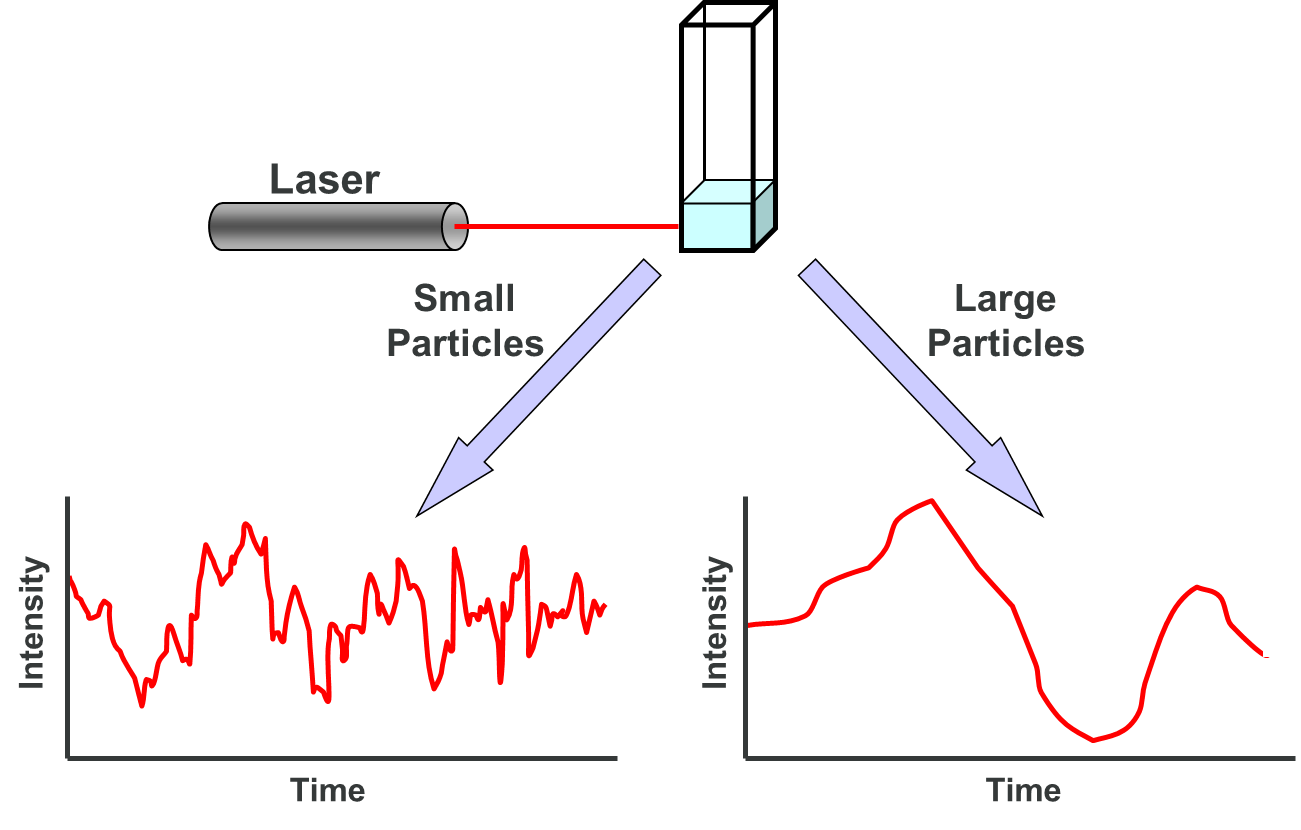 Laser
Small
Particles
Large
Particles
Intensity
Time
Intensity
Time